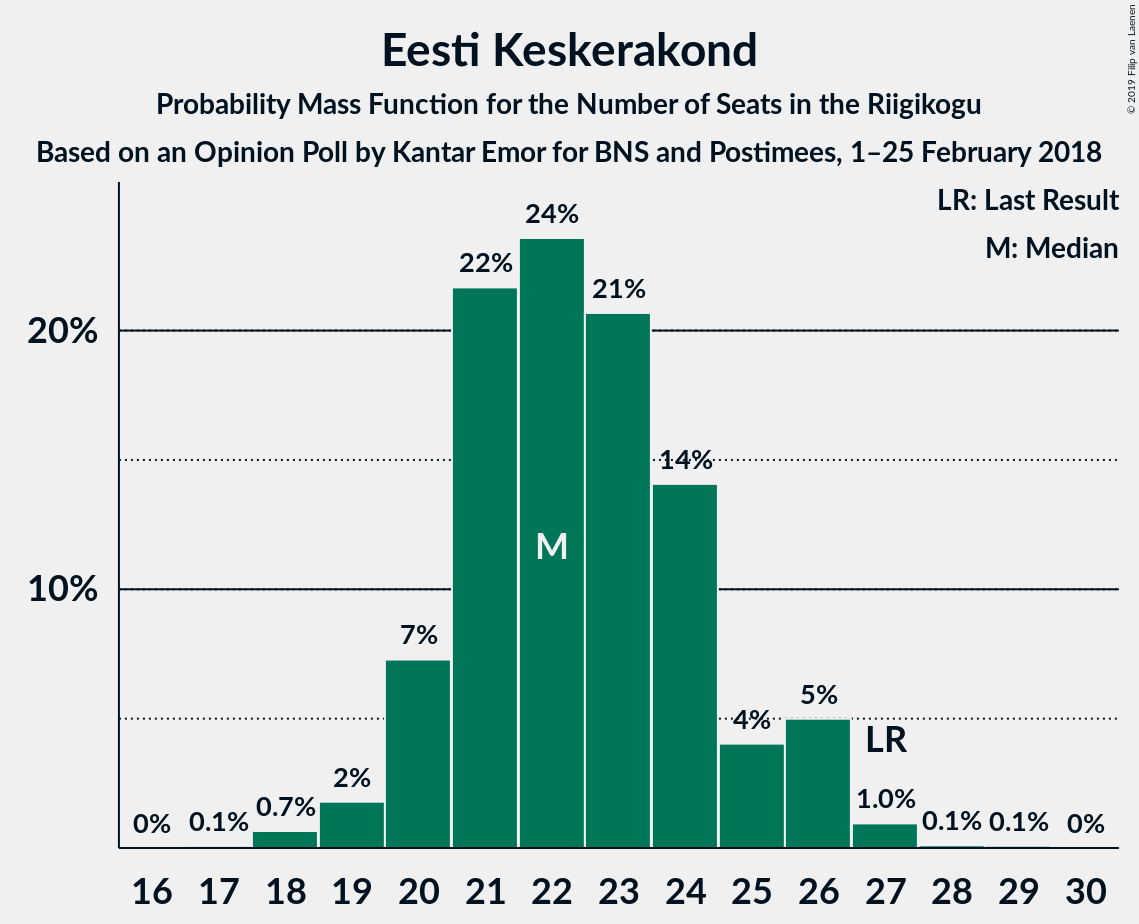 © 2019 Filip van Laenen
Eesti Keskerakond
Probability Mass Function for the Number of Seats in the Riigikogu
Based on an Opinion Poll by Kantar Emor for BNS and Postimees, 1–25 February 2018
LR: Last Result
M: Median
20%
10%
0% 0.1% 0.7% 2% 7% 22% 24% 21% 14% 4% 5% 1.0% 0.1% 0.1% 0%
M
LR
16 17 18 19 20 21 22 23 24 25 26 27 28 29 30